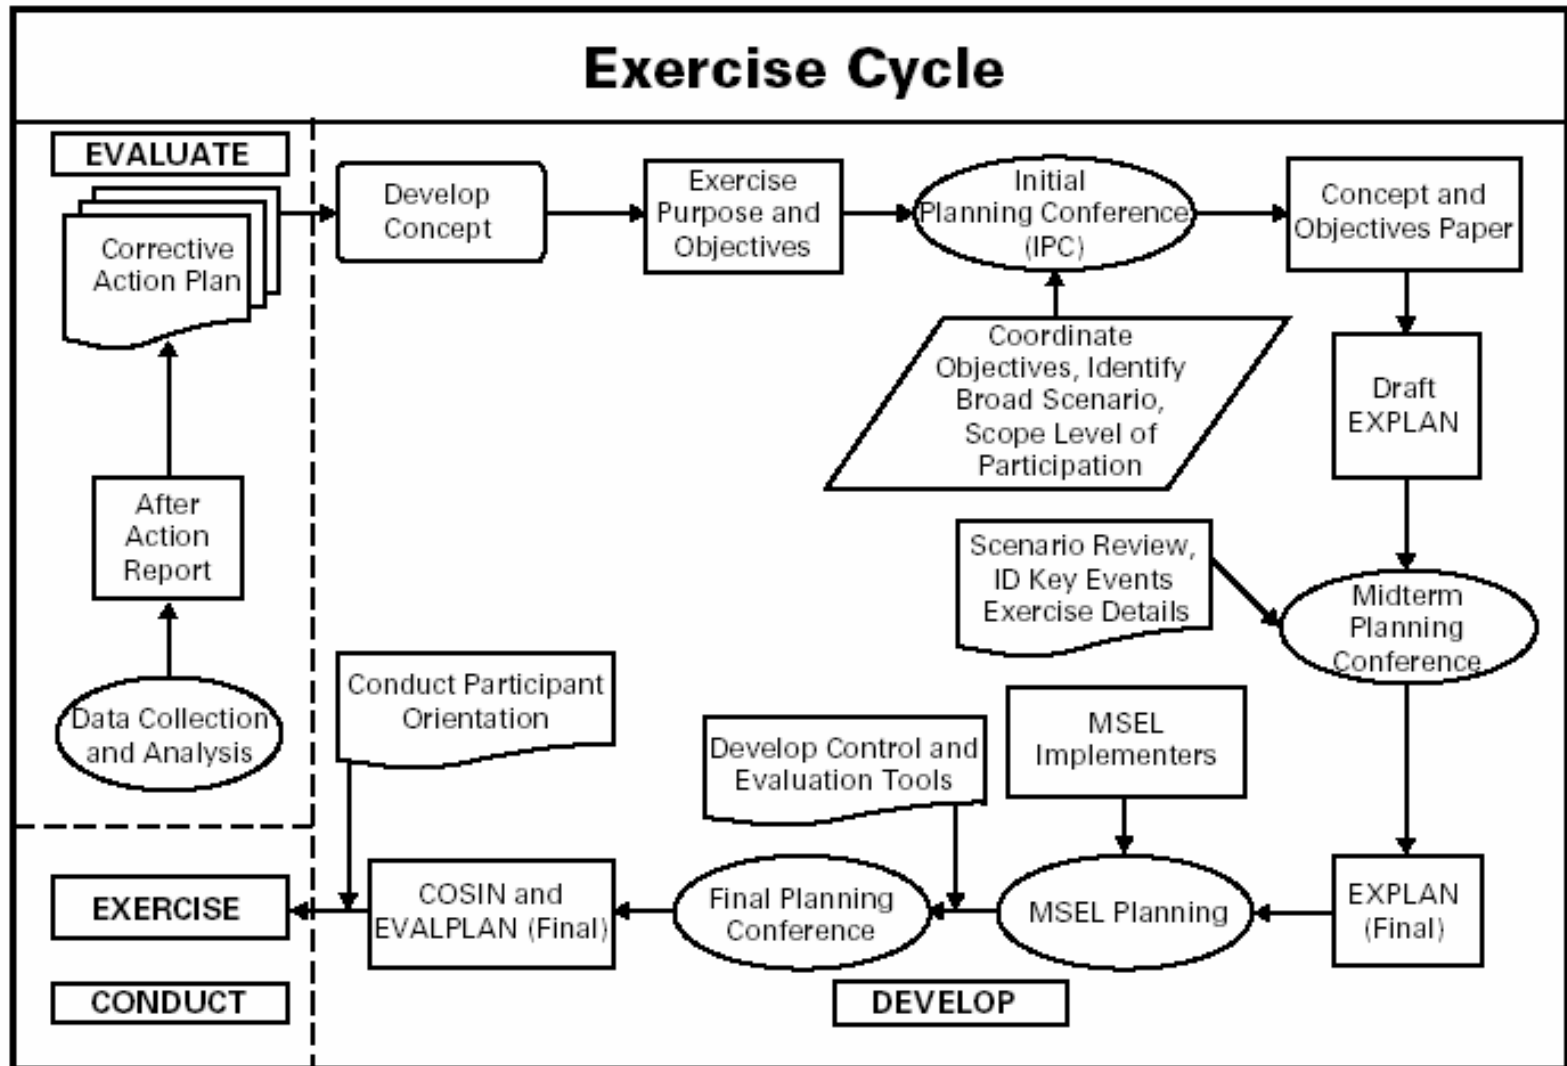 Exercise Cycle
EVALUATE
Corrective
Action Plan
After
Action
Report
Data Collection
and Analysis
Develop
Concept
Exercise
Purpose and
Objectives
Initial
Planning Conference
(IPC)
Concept and
Objectives Paper
Coordinate
Objectives, Identify
Broad Scenario,
Scope Level of
Participation
Draft
EXPLAN
Scenario Review,
ID Key Events
Exercise Details
Midterm
Planning
Conference
Conduct Participant
Orientation
Develop Control and
Evaluation Tools
MSEL
Implementers
EXERCISE
COSIN and
EVALPLAN (Final)
Final Planning
Conference
MSEL Planning
EXPLAN
(Final)
CONDUCT
DEVELOP